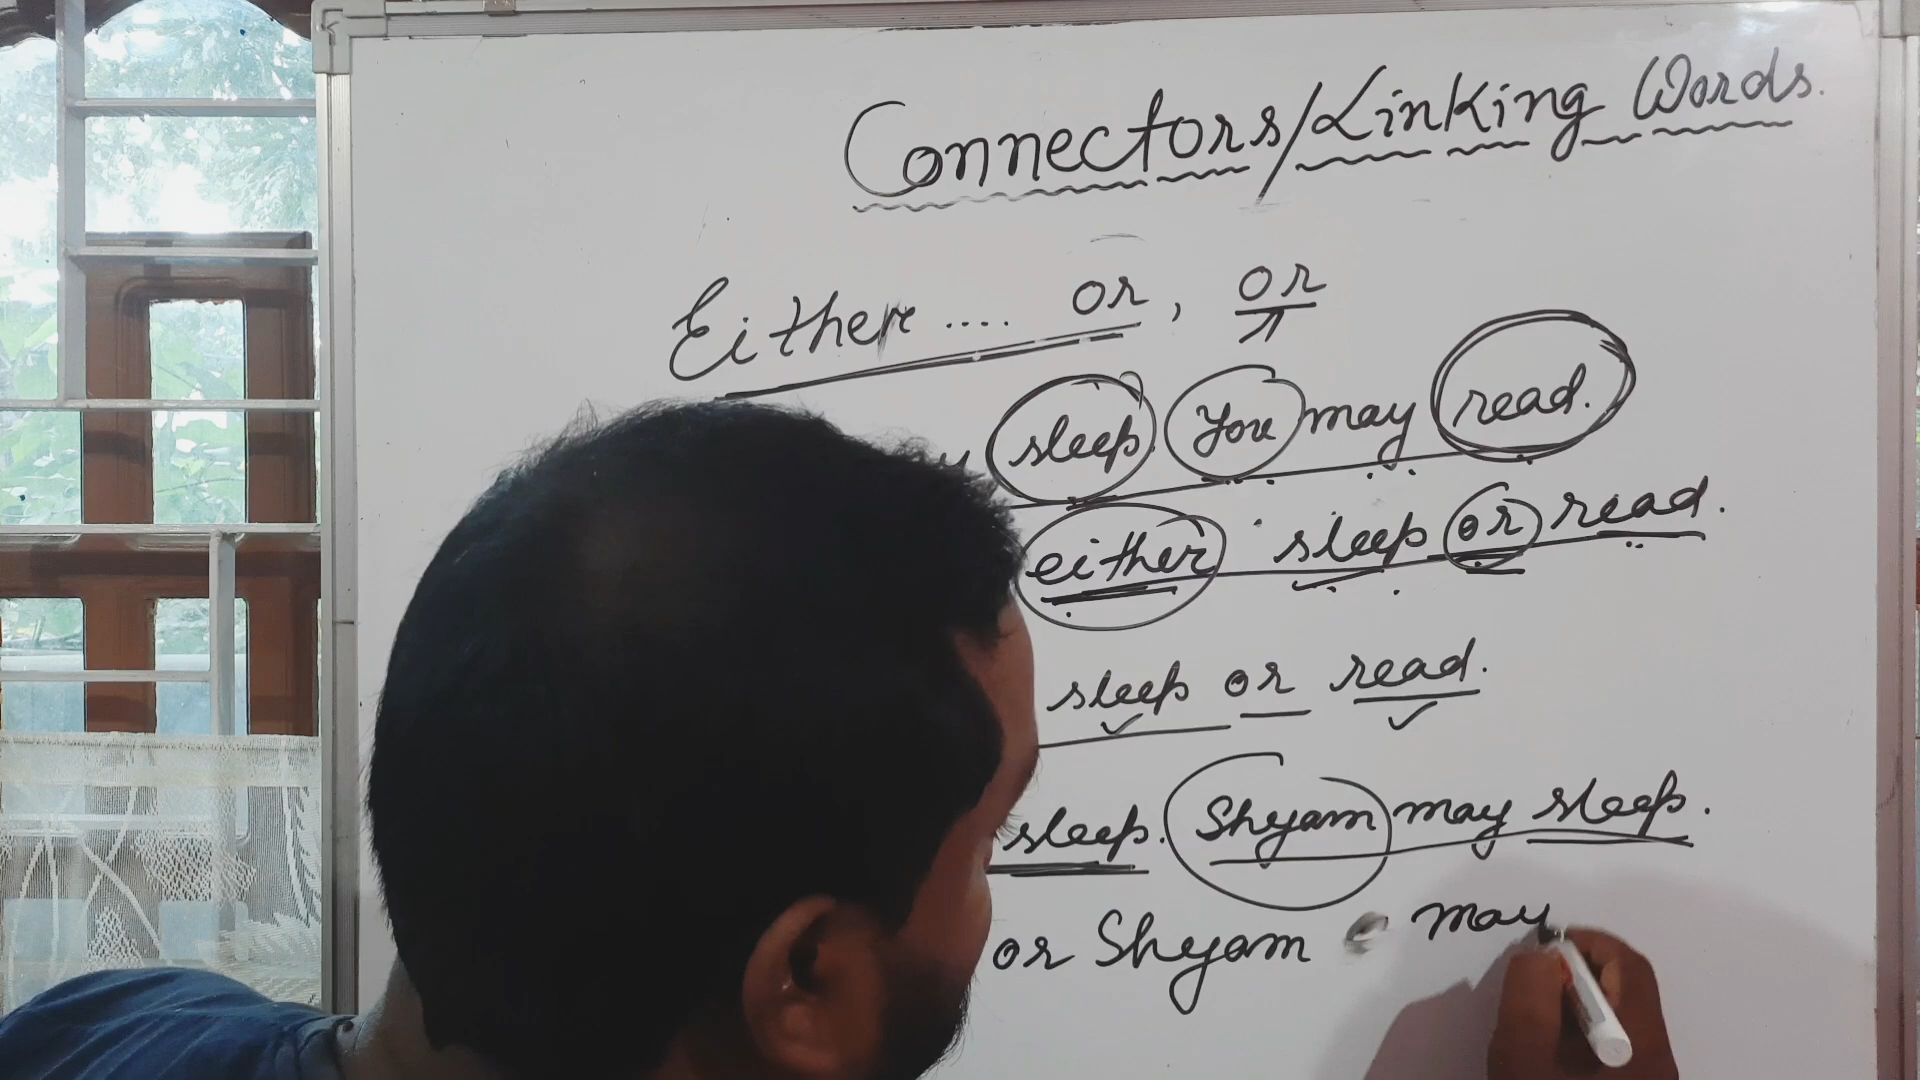 Connectors/Linking Words.
Either .... or, or
sleep. You may read.
either sleep or read.
sleep or read.
sleep. Shyam may sleep.
or Shyam may